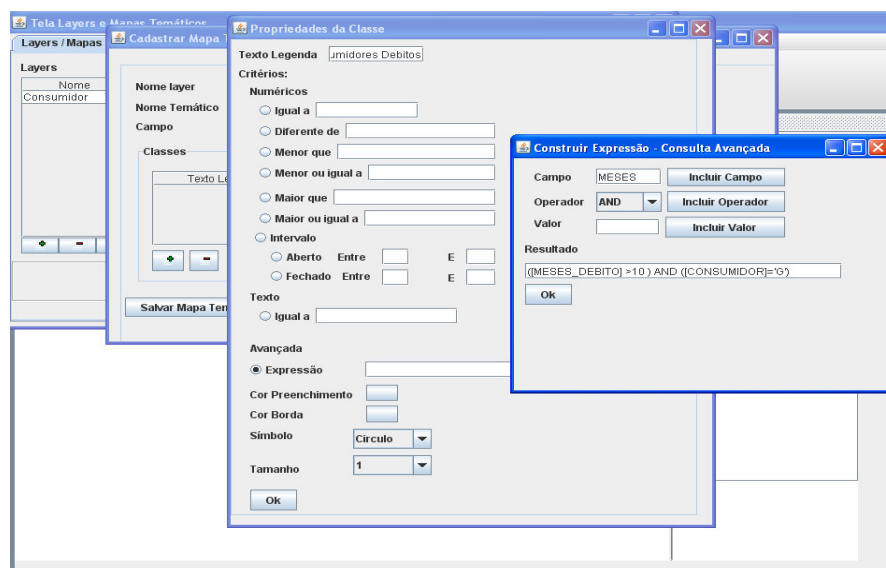 Tela Layers e Mapas Temáticos
Layers / Mapas
Layers
Nome
Consumidor
Cadastrar Mapa
Nome layer
Nome Temático
Campo
Classes
Texto Le
Salvar Mapa Ten
Propriedades da Classe
Texto Legenda umidores Debitos
Critérios:
Numéricos
Igual a
Diferente de
Menor que
Menor ou igual a
Maior que
Maior ou igual a
Intervalo
Aberto Entre E
Fechado Entre E
Texto
Igual a
Avançada
Expressão
Cor Preenchimento
Cor Borda
Símbolo Círculo
Tamanho 1
Ok
Construir Expressão - Consulta Avançada
Campo MESES Incluir Campo
Operador AND Incluir Operador
Valor Incluir Valor
Resultado
([MESES_DEBITO] >10 ) AND ([CONSUMIDOR]='G')
Ok